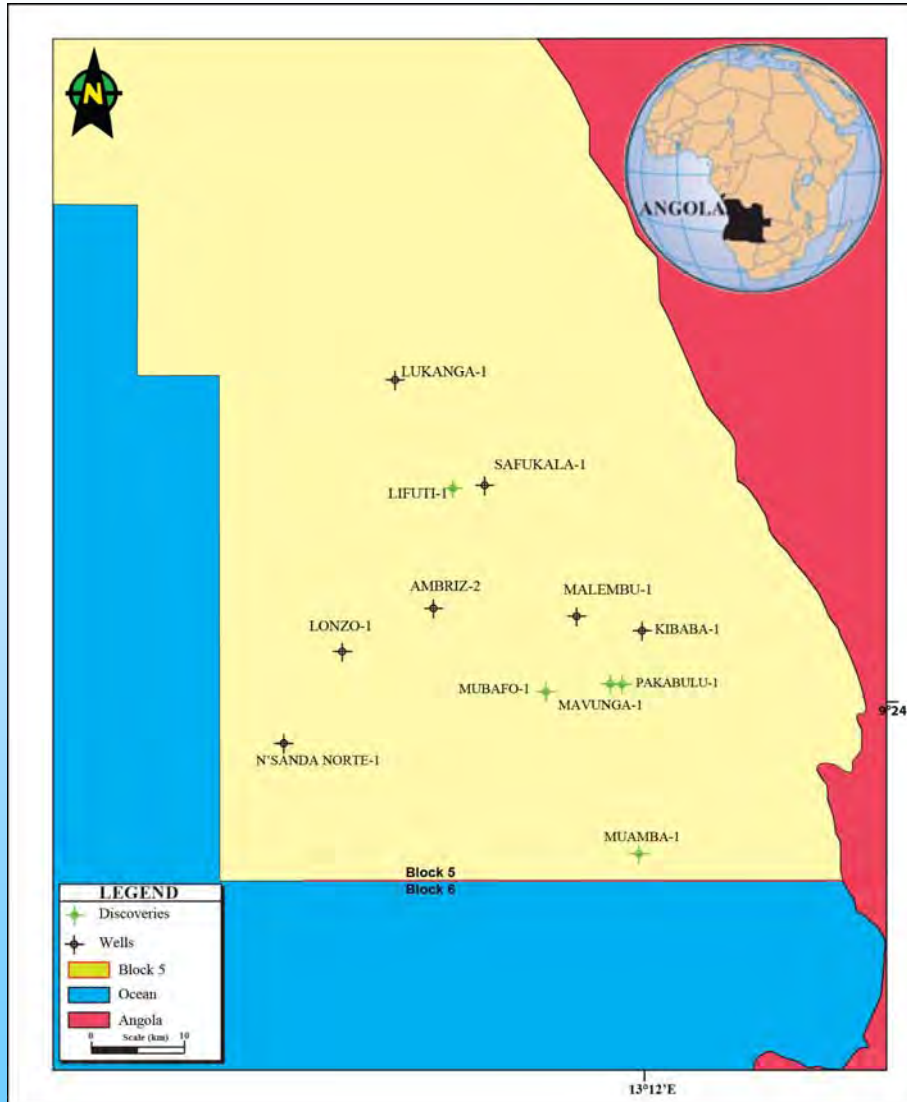 N
ANGOLA
LUKANGA-1
SAFUKALA-1
LIFUTI-1
AMBRIZ-2
MALEMBU-1
LONZO-1
KIBABA-1
MUBAFO-1
PAKABULU-1
MAVUNGA-1
9°24
N'SANDA NORTE-1
MUAMBA-1
Block 5
Block 6
LEGEND
Discoveries
Wells
Block 5
Ocean
Angola
0 Scale (km) 10
13°12'E